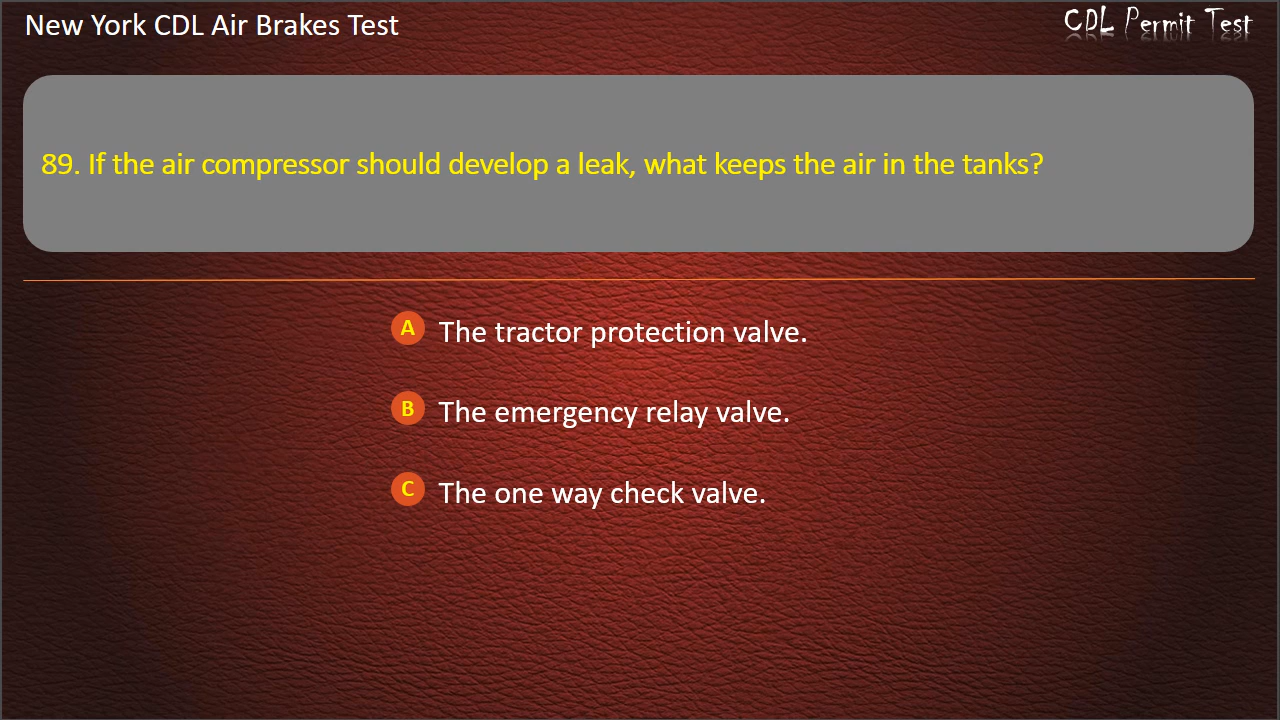 New York CDL Air Brakes Test
CDL Permit Test
89. If the air compressor should develop a leak, what keeps the air in the tanks?
A The tractor protection valve.
B The emergency relay valve.
C The one way check valve.